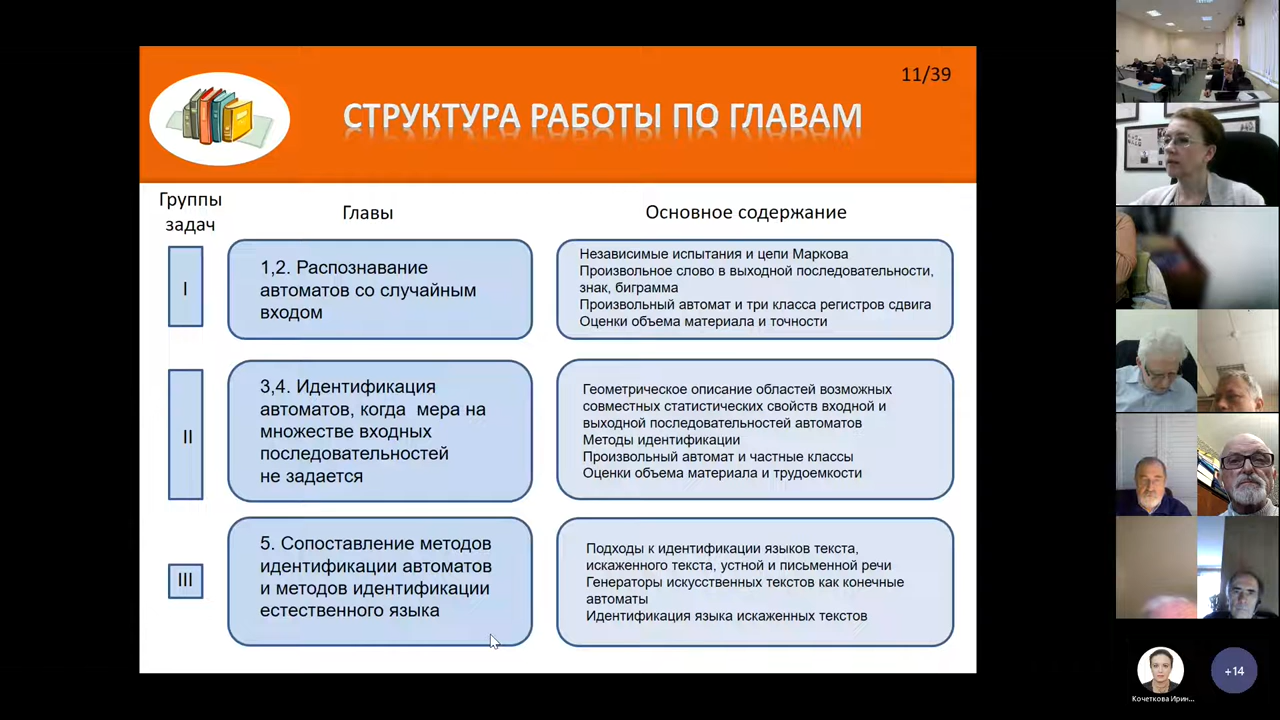 11/39
СТРУКТУРА РАБОТЫ ПО ГЛАВАМ
Группы
задач
Главы
Основное содержание
I
1,2. Распознавание
автоматов со случайным
входом
Независимые испытания и цепи Маркова
Произвольное слово в выходной последовательности,
знак, биграмма
Произвольный автомат и три класса регистров сдвига
Оценки объема материала и точности
II
3,4. Идентификация
автоматов, когда мера на
множестве входных
последовательностей
не задается
Геометрическое описание областей возможных
совместных статистических свойств входной и
выходной последовательностей автоматов
Методы идентификации
Произвольный автомат и частные классы
Оценки объема материала и трудоемкости
III
5. Сопоставление методов
идентификации автоматов
и методов идентификации
естественного языка
Подходы к идентификации языков текста,
искаженного текста, устной и письменной речи
Генераторы искусственных текстов как конечные
автоматы
Идентификация языка искаженных текстов
Кочеткова Ирин...
+14